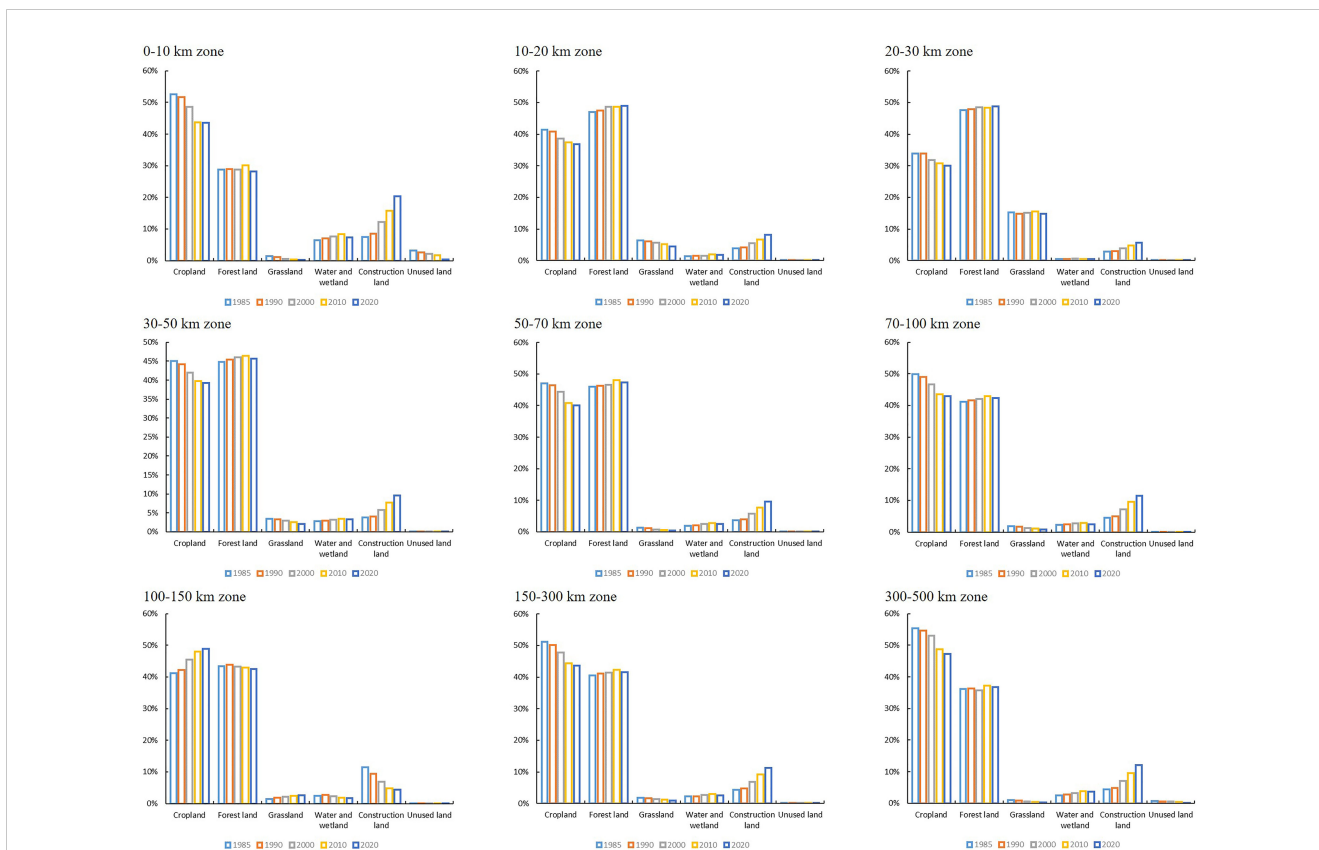 0-10 km zone
60%
50%
40%
30%
20%
10%
0%
Cropland Forest land Grassland Water and Construction Unused land
wetland land
1985 1990 2000 2010 2020
10-20 km zone
60%
50%
40%
30%
20%
10%
0%
Cropland Forest land Grassland Water and Construction Unused land
wetland land
1985 1990 2000 2010 2020
20-30 km zone
60%
50%
40%
30%
20%
10%
0%
Cropland Forest land Grassland Water and Construction Unused land
wetland land
1985 1990 2000 2010 2020
30-50 km zone
50%
45%
40%
35%
30%
25%
20%
15%
10%
5%
0%
Cropland Forest land Grassland Water and Construction Unused land
wetland land
1985 1990 2000 2010 2020
50-70 km zone
60%
50%
40%
30%
20%
10%
0%
Cropland Forest land Grassland Water and Construction Unused land
wetland land
1985 1990 2000 2010 2020
70-100 km zone
60%
50%
40%
30%
20%
10%
0%
Cropland Forest land Grassland Water and Construction Unused land
wetland land
1985 1990 2000 2010 2020
100-150 km zone
60%
50%
40%
30%
20%
10%
0%
Cropland Forest land Grassland Water and Construction Unused land
wetland land
1985 1990 2000 2010 2020
150-300 km zone
60%
50%
40%
30%
20%
10%
0%
Cropland Forest land Grassland Water and Construction Unused land
wetland land
1985 1990 2000 2010 2020
300-500 km zone
60%
50%
40%
30%
20%
10%
0%
Cropland Forest land Grassland Water and Construction Unused land
wetland land
1985 1990 2000 2010 2020